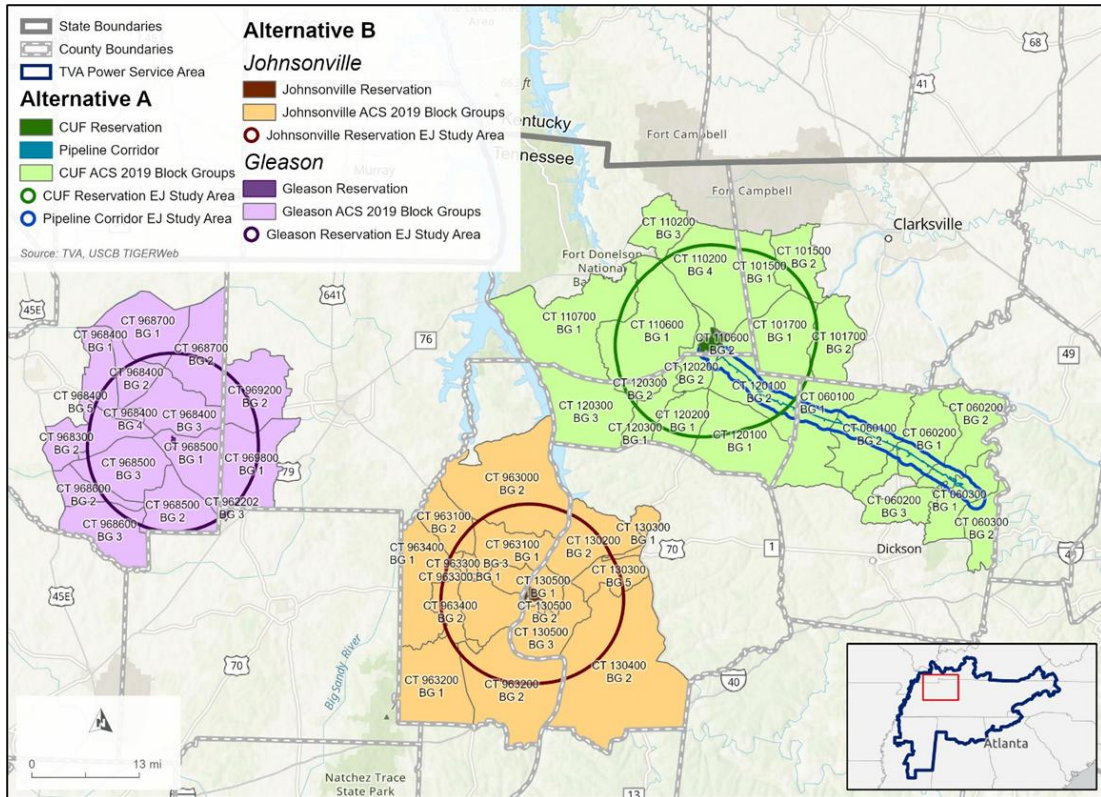 State Boundaries
County Boundaries
TVA Power Service Area
Alternative A
CUF Reservation
Pipeline Corridor
CUF ACS 2019 Block Groups
CUF Reservation EJ Study Area
Pipeline Corridor EJ Study Area
Source: TVA, USCB TIGERWeb
Alternative B
Johnsonville
Johnsonville Reservation
Johnsonville ACS 2019 Block Groups
Johnsonville Reservation EJ Study Area
Gleason
Gleason Reservation
Gleason ACS 2019 Block Groups
Gleason Reservation EJ Study Area
Kentucky
Tennessee
Murray
Fort Campbell
Fort Campbell
Clarksville
Fort Donelson
National
68
41
641
76
45E
79
49
70
1
Dickson
45E
70
40
13
Big Sandy River
Natchez Trace
State Park
CT 968700
BG 1
CT 968400
BG 1
CT 968700
BG 2
CT 968400
BG 2
CT 969200
BG 2
CT 968400
BG 5
CT 968400
BG 4
CT 968400
BG 3
CT 968300
BG 2
CT 968500
BG 1
CT 969800
BG 1
CT 968500
BG 3
CT 968600
BG 2
CT 968500
BG 2
CT 962202
BG 3
CT 968600
BG 3
CT 110200
BG 3
CT 110200
BG 4
CT 101500
BG 2
CT 101500
BG 1
CT 110700
BG 1
CT 110600
BG 1
CT 110600
BG 2
CT 101700
BG 1
CT 101700
BG 2
CT 120200
BG 2
CT 120300
BG 2
CT 120100
BG 2
CT 060100
BG 1
CT 120300
BG 3
CT 120300
BG 1
CT 120200
BG 1
CT 120100
BG 1
CT 060100
BG 2
CT 060200
BG 1
CT 060200
BG 2
CT 060200
BG 3
CT 060300
BG 1
CT 060300
BG 2
CT 963000
BG 2
CT 963100
BG 2
CT 963100
BG 1
CT 130200
BG 2
CT 130300
BG 1
CT 963400
BG 1
CT 963300
BG 3
CT 963300
BG 1
CT 130300
BG 5
CT 130500
BG 1
CT 963400
BG 2
CT 130500
BG 2
CT 130500
BG 3
CT 130400
BG 2
CT 963200
BG 1
CT 963200
BG 2
0
13 mi
Atlanta